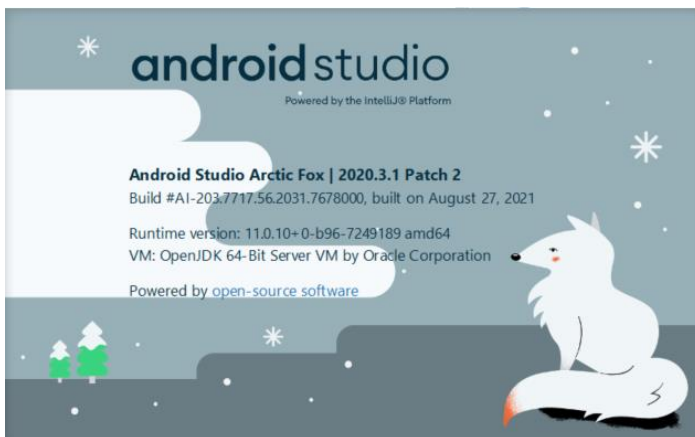 android studio
Powered by the IntelliJ® Platform
Android Studio Arctic Fox | 2020.3.1 Patch 2
Build #AI-203.7717.56.2031.7678000, built on August 27, 2021
Runtime version: 11.0.10+0-b96-7249189 amd64
VM: OpenJDK 64-Bit Server VM by Oracle Corporation
Powered by open-source software